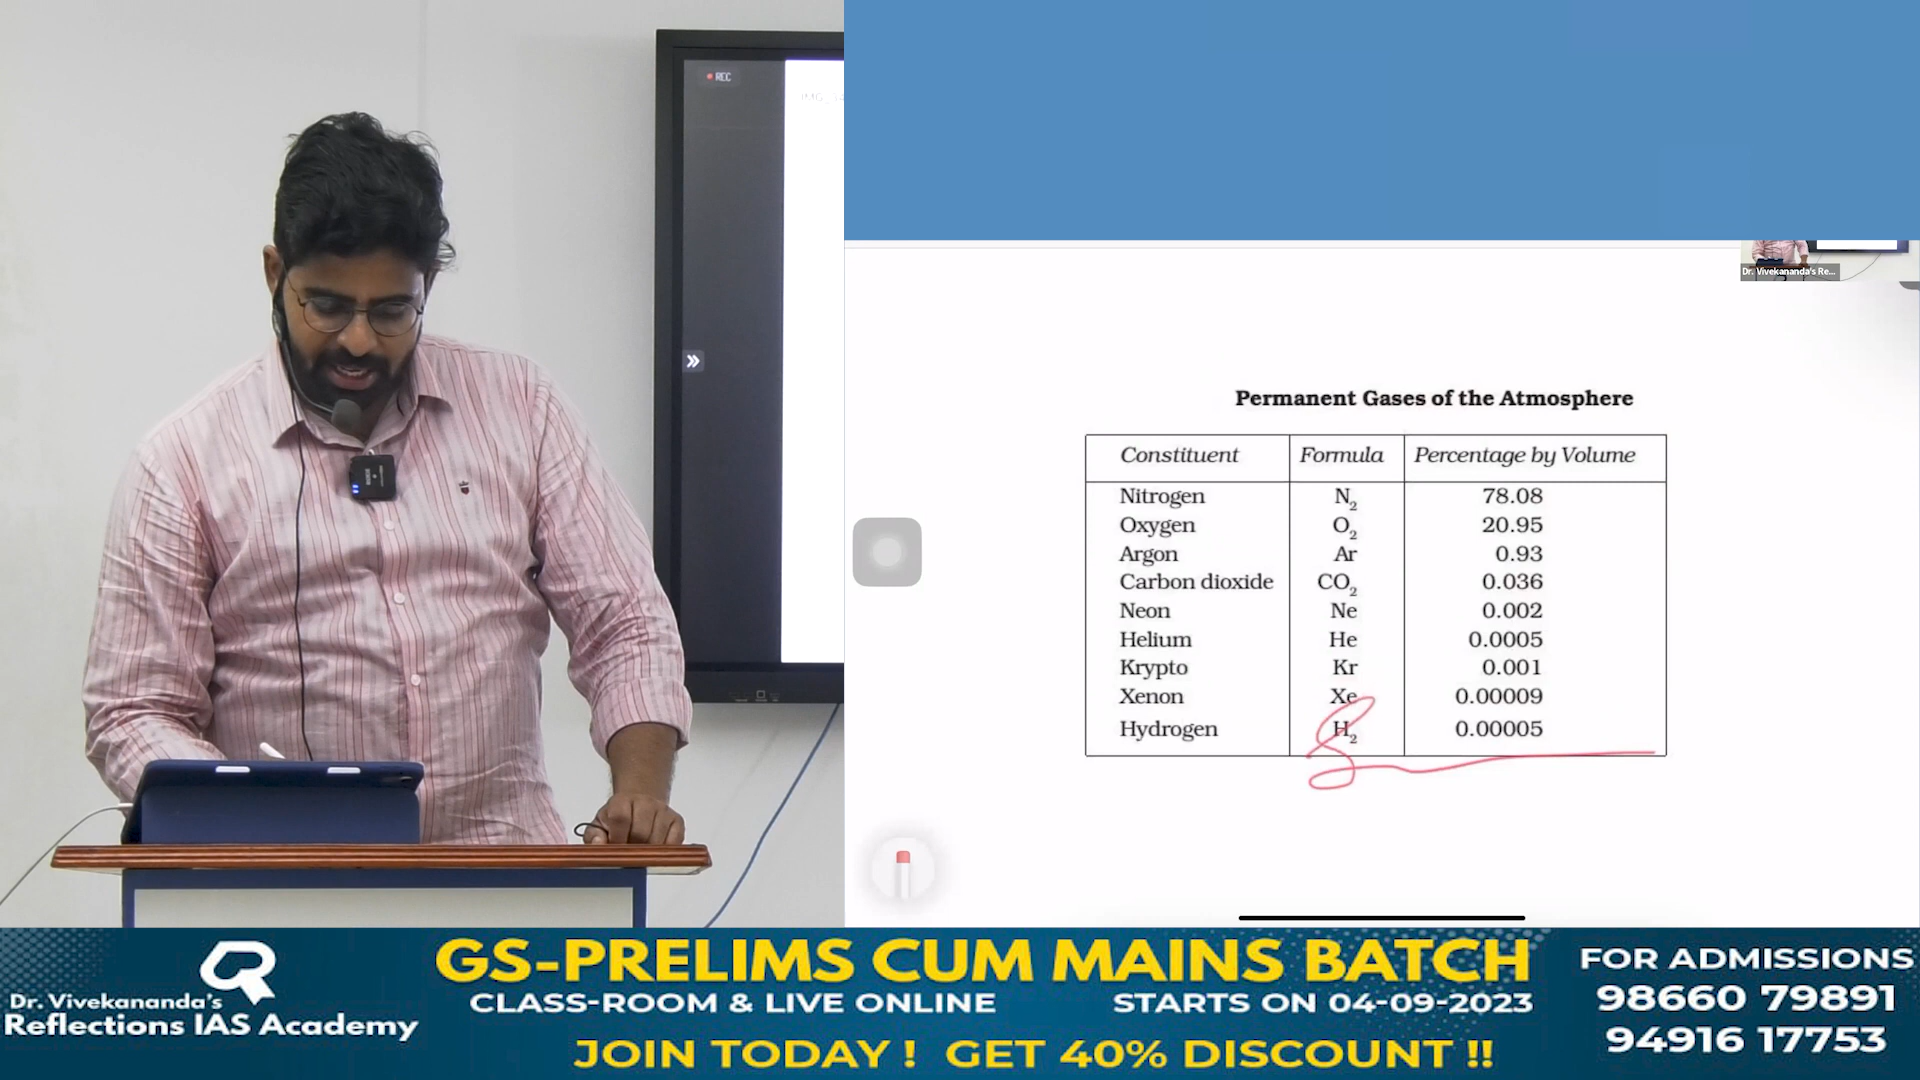 REC
Dr. Vivekananda's Re...
Permanent Gases of the Atmosphere
Constituent Formula Percentage by Volume
Nitrogen N2 78.08
Oxygen O2 20.95
Argon Ar 0.93
Carbon dioxide CO2 0.036
Neon Ne 0.002
Helium He 0.0005
Krypto Kr 0.001
Xenon Xe 0.00009
Hydrogen H2 0.00005
Dr. Vivekananda's
Reflections IAS Academy
GS-PRELIMS CUM MAINS BATCH
CLASS-ROOM & LIVE ONLINE STARTS ON 04-09-2023
JOIN TODAY ! GET 40% DISCOUNT !!
FOR ADMISSIONS
98660 79891
94916 17753